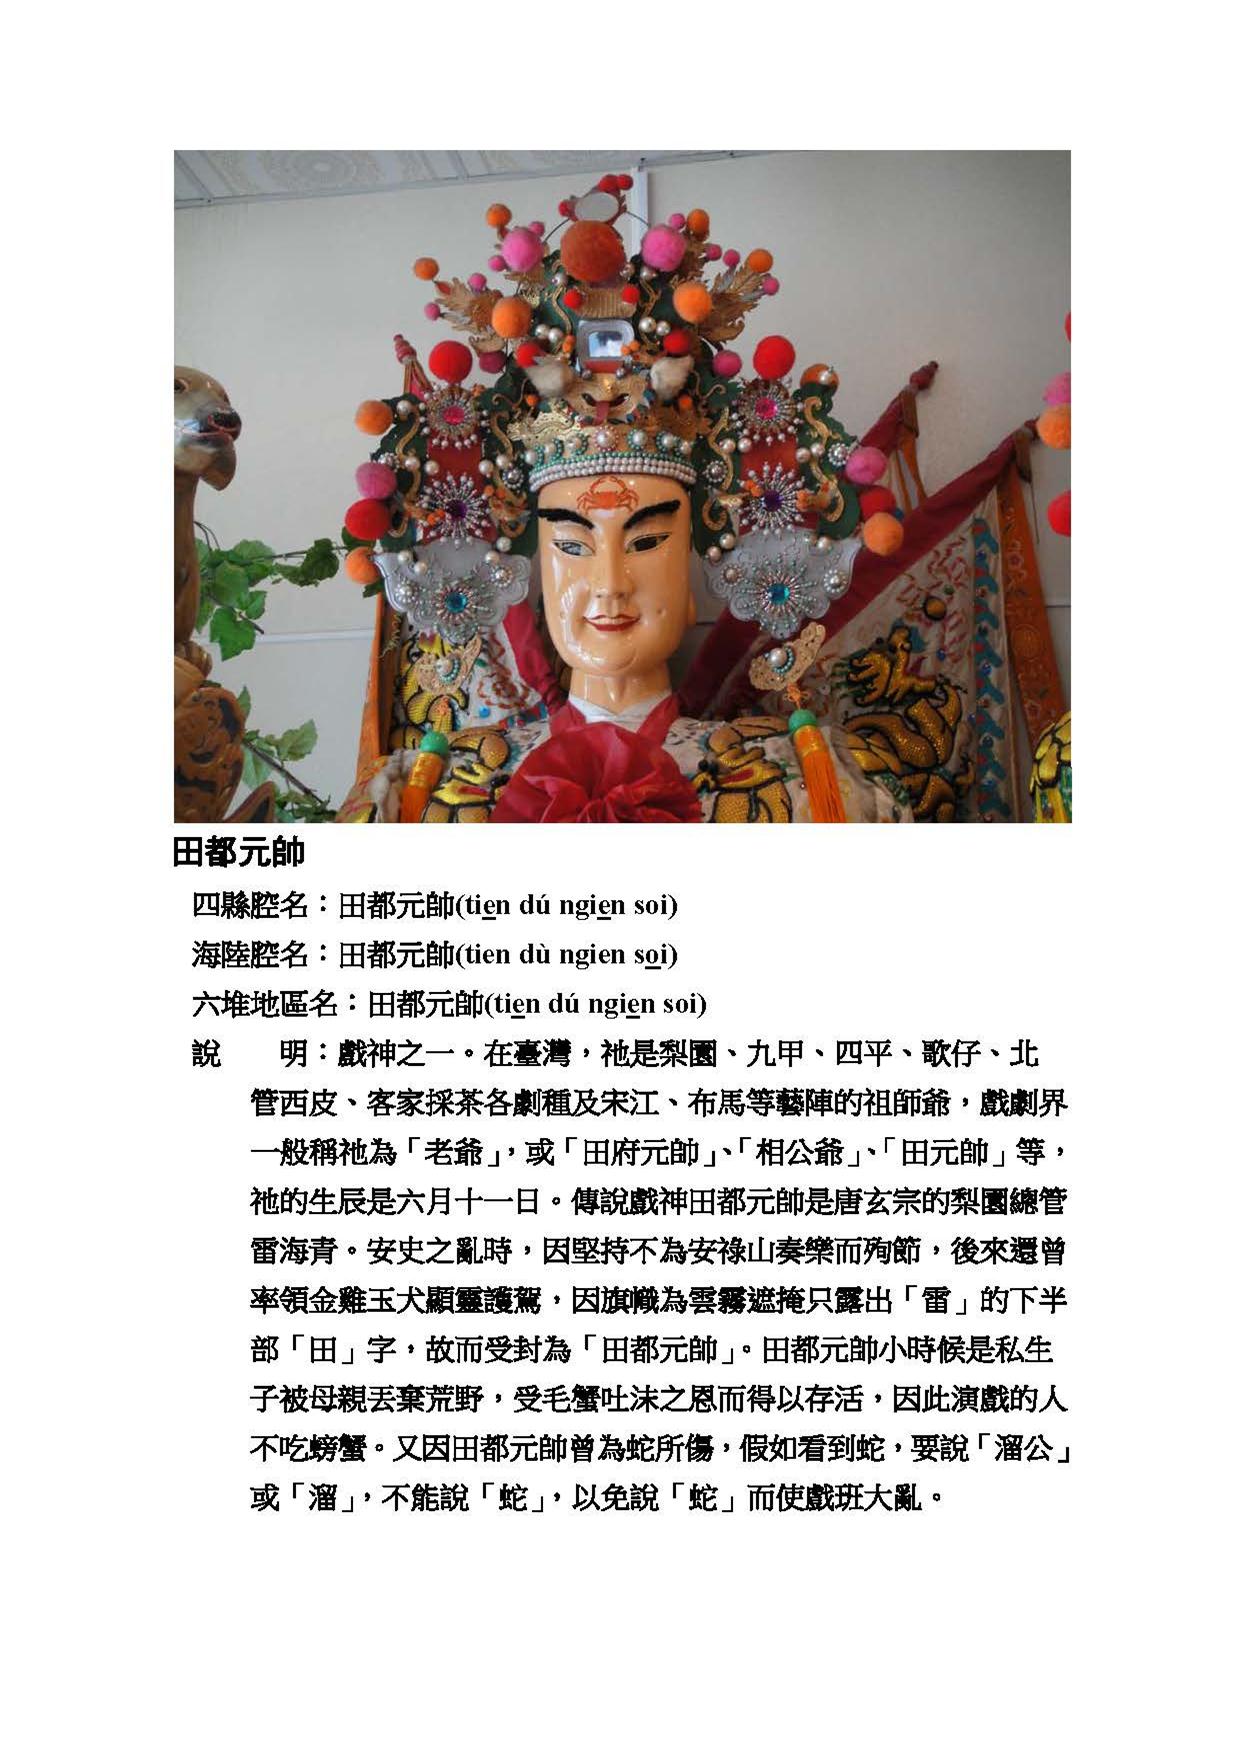 田都元帥
四縣腔名：田都元帥(tien dú ngien soi)
海陸腔名：田都元帥(tien dù ngien soi)
六堆地區名：田都元帥(tien dú ngien soi)
說　　明：戲神之一。在臺灣，祂是梨園、九甲、四平、歌仔、北
管西皮、客家採茶各劇種及宋江、布馬等藝陣的祖師爺，戲劇界
一般稱祂為「老爺」，或「田府元帥」、「相公爺」、「田元帥」等，
祂的生辰是六月十一日。傳說戲神田都元帥是唐玄宗的梨園總管
雷海青。安史之亂時，因堅持不為安祿山奏樂而殉節，後來還曾
率領金雞玉犬顯靈護駕，因旗幟為雲霧遮掩只露出「雷」的下半
部「田」字，故而受封為「田都元帥」。田都元帥小時候是私生
子被母親丟棄荒野，受毛蟹吐沫之恩而得以存活，因此演戲的人
不吃螃蟹。又因田都元帥曾為蛇所傷，假如看到蛇，要說「溜公」
或「溜」，不能說「蛇」，以免說「蛇」而使戲班大亂。